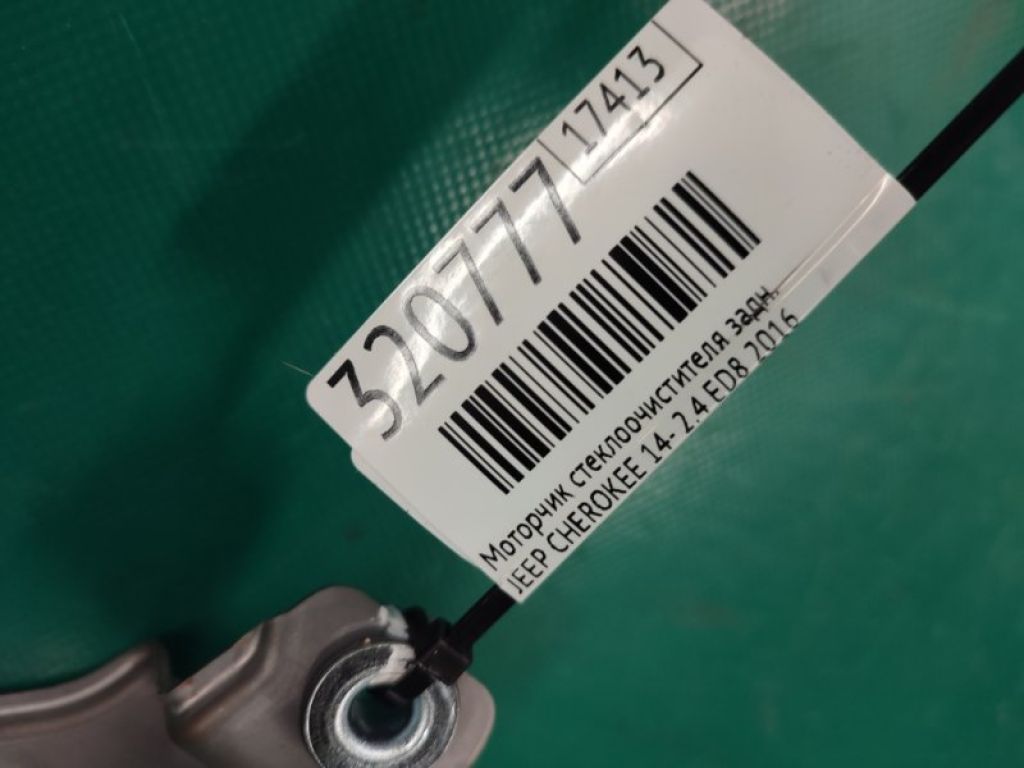 320777
17413
Моторчик стеклоочистителя задн.
JEEP CHEROKEE 14- 2.4 ED8 2016